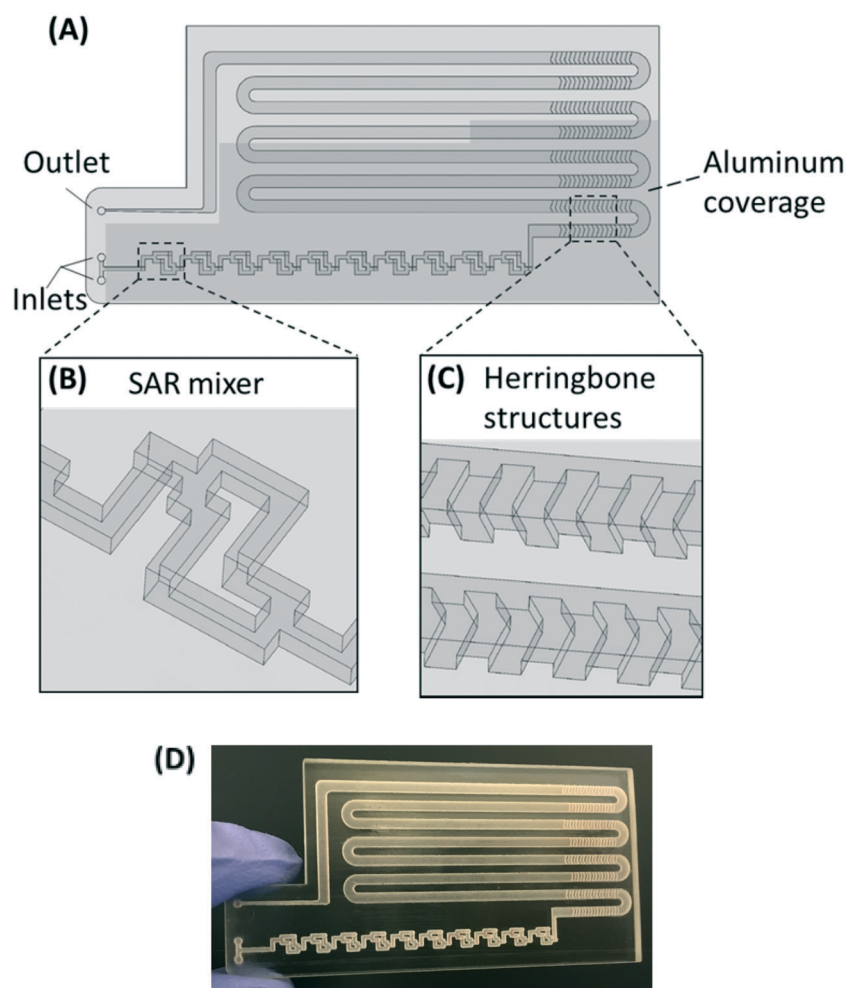 (A)
Outlet
Inlets
Aluminum
coverage
(B) SAR mixer
(C) Herringbone
structures
(D)